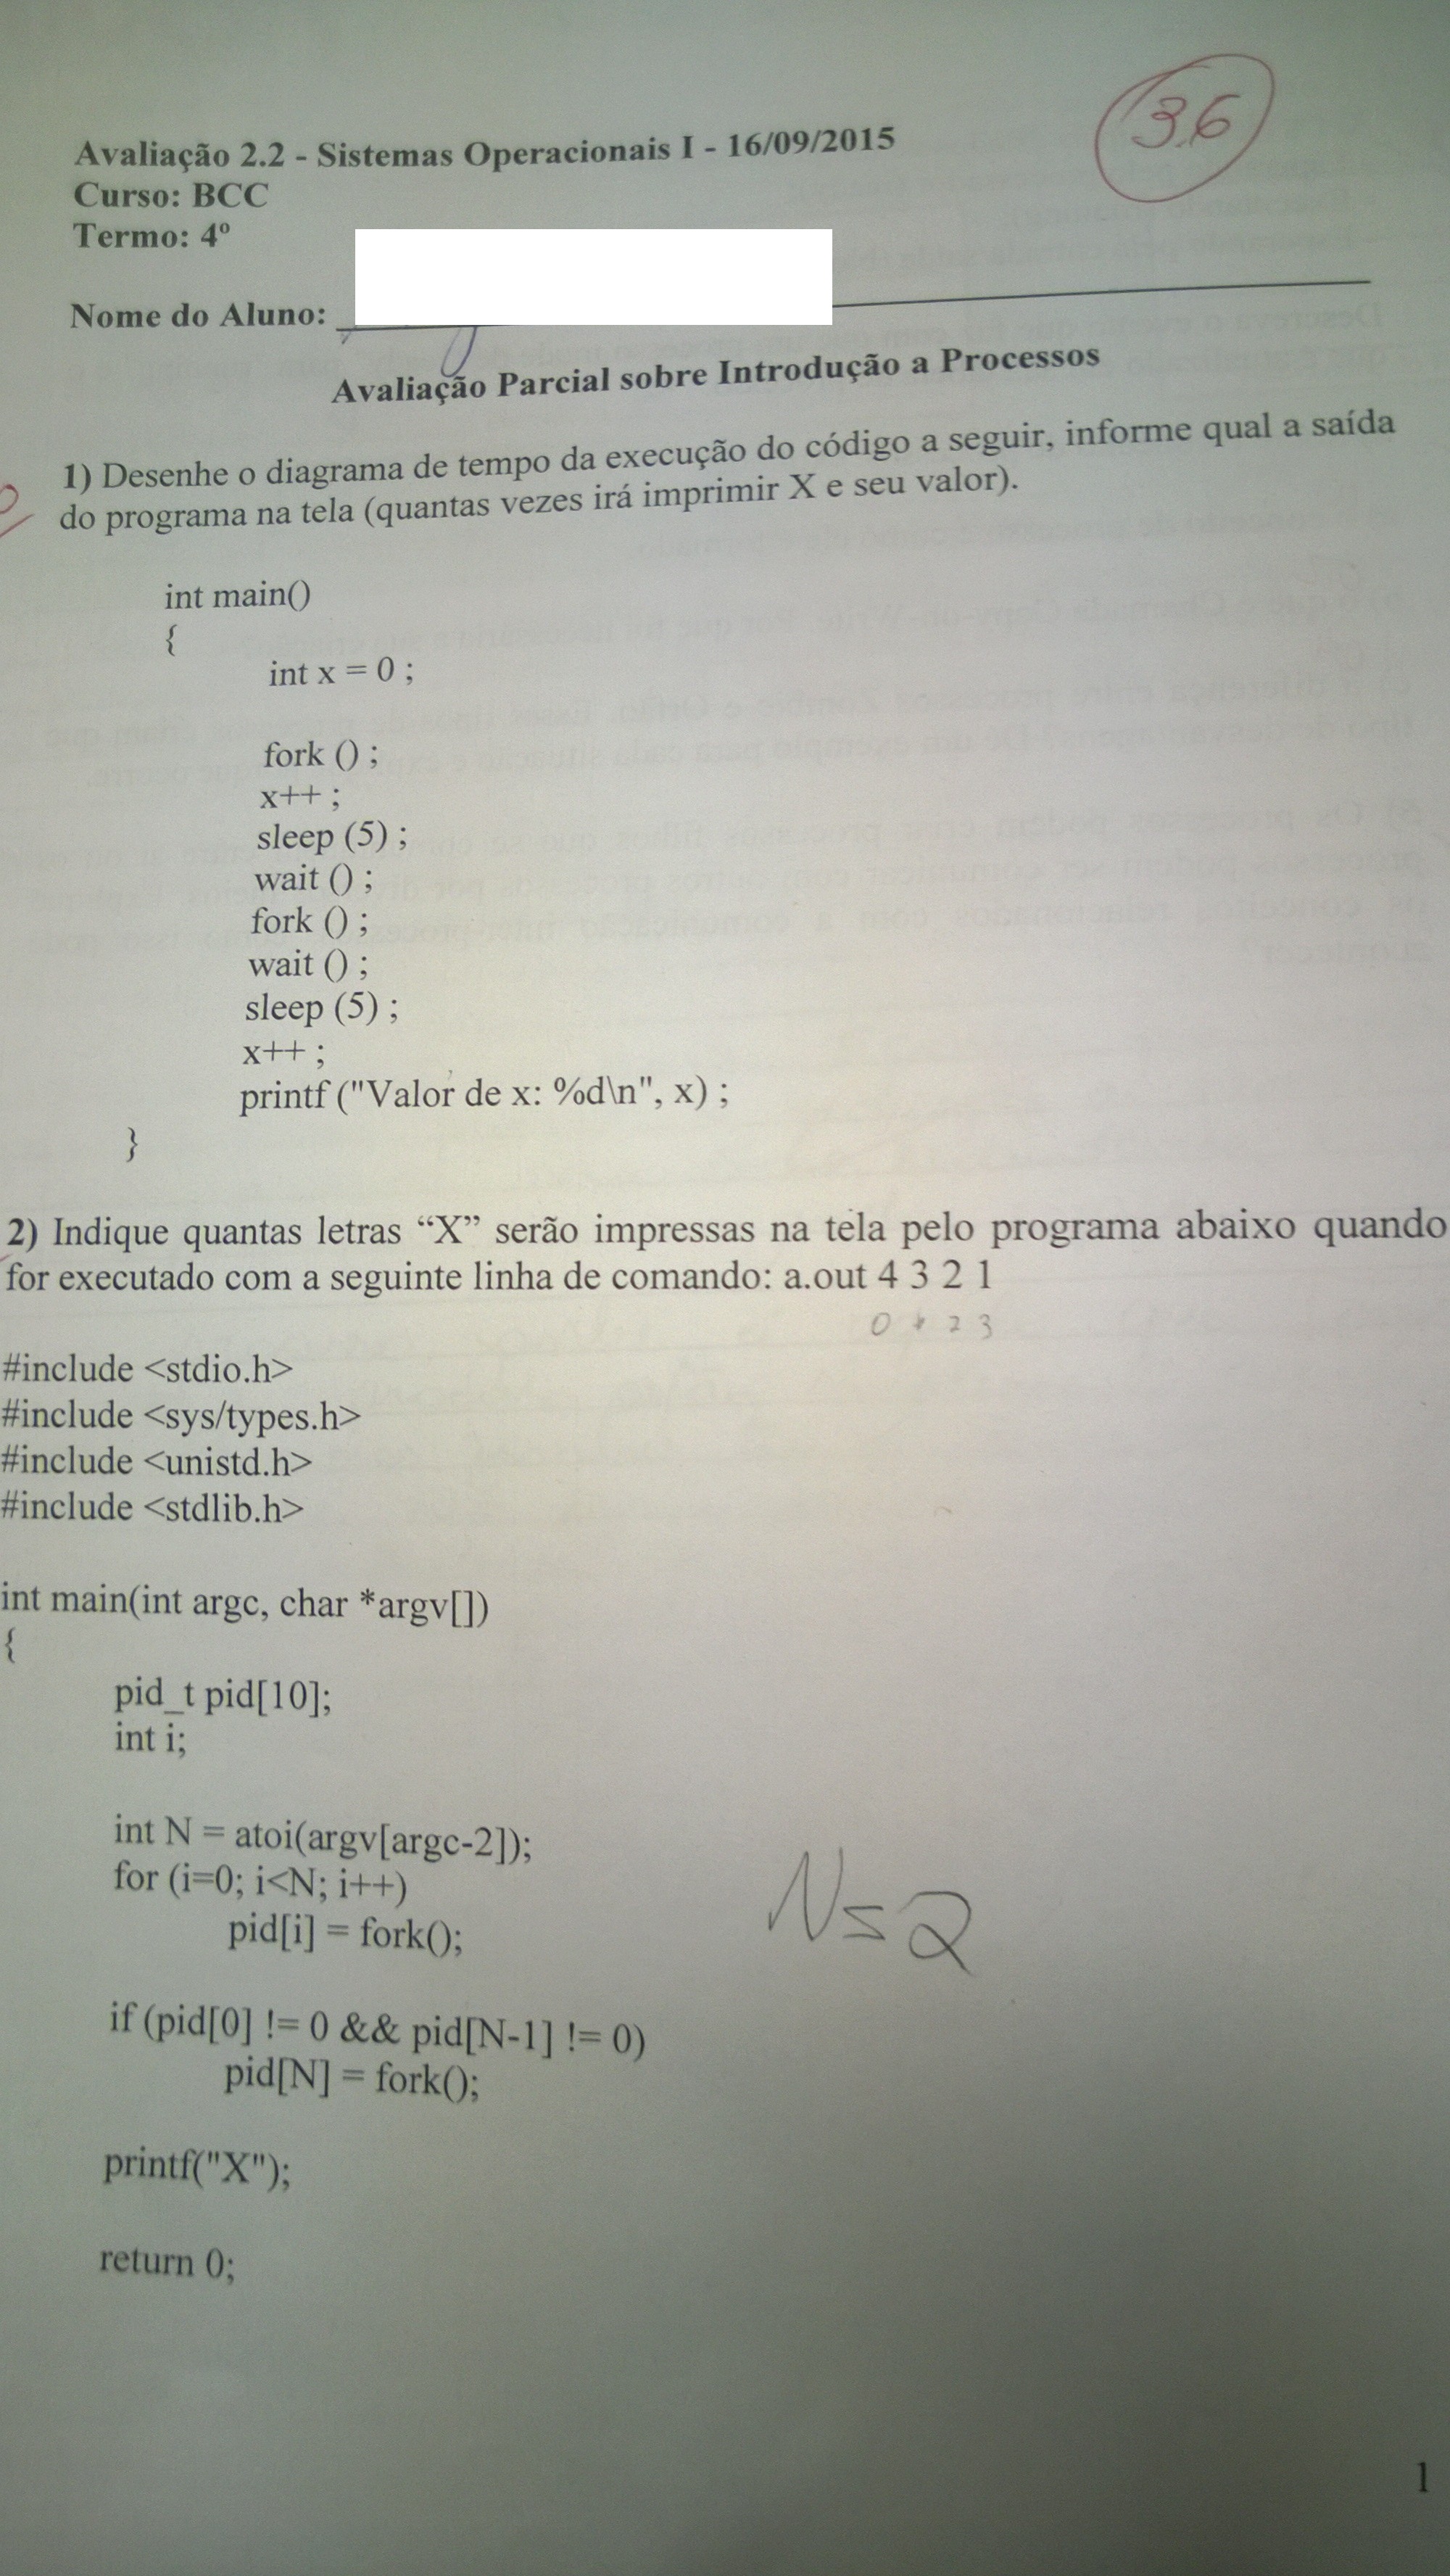 3.6
Avaliação 2.2 - Sistemas Operacionais I - 16/09/2015
Curso: BCC
Termo: 4º
Nome do Aluno:
Avaliação Parcial sobre Introdução a Processos
1) Desenhe o diagrama de tempo da execução do código a seguir, informe qual a saída
do programa na tela (quantas vezes irá imprimir X e seu valor).
int main()
{
int x = 0 ;
fork () ;
x++ ;
sleep (5) ;
wait () ;
fork () ;
wait () ;
sleep (5) ;
x++ ;
printf ("Valor de x: %d\n", x) ;
}
2) Indique quantas letras “X” serão impressas na tela pelo programa abaixo quando
for executado com a seguinte linha de comando: a.out 4 3 2 1
0 1 2 3
#include <stdio.h>
#include <sys/types.h>
#include <unistd.h>
#include <stdlib.h>
int main(int argc, char *argv[])
{
pid_t pid[10];
int i;
int N = atoi(argv[argc-2]);
for (i=0; i<N; i++)
pid[i] = fork();
N=2
if (pid[0] != 0 && pid[N-1] != 0)
pid[N] = fork();
printf("X");
return 0;
1